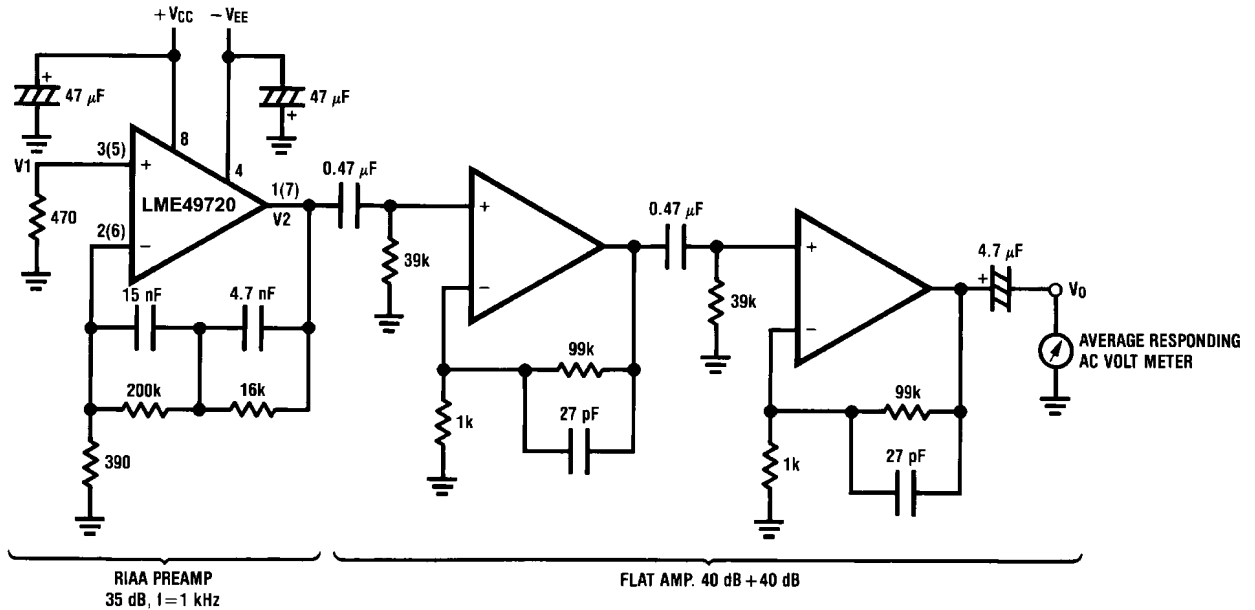 +VCC
−VEE
+
47 µF
47 µF
+
8
4
3(5)
V1
+
LME49720
1(7)
V2
470
2(6)
−
0.47 µF
39k
+
−
0.47 µF
39k
+
−
4.7 µF
+
VO
AVERAGE RESPONDING
AC VOLT METER
15 nF
4.7 nF
200k
16k
390
99k
27 pF
1k
99k
27 pF
1k
RIAA PREAMP
35 dB, f=1 kHz
FLAT AMP. 40 dB +40 dB